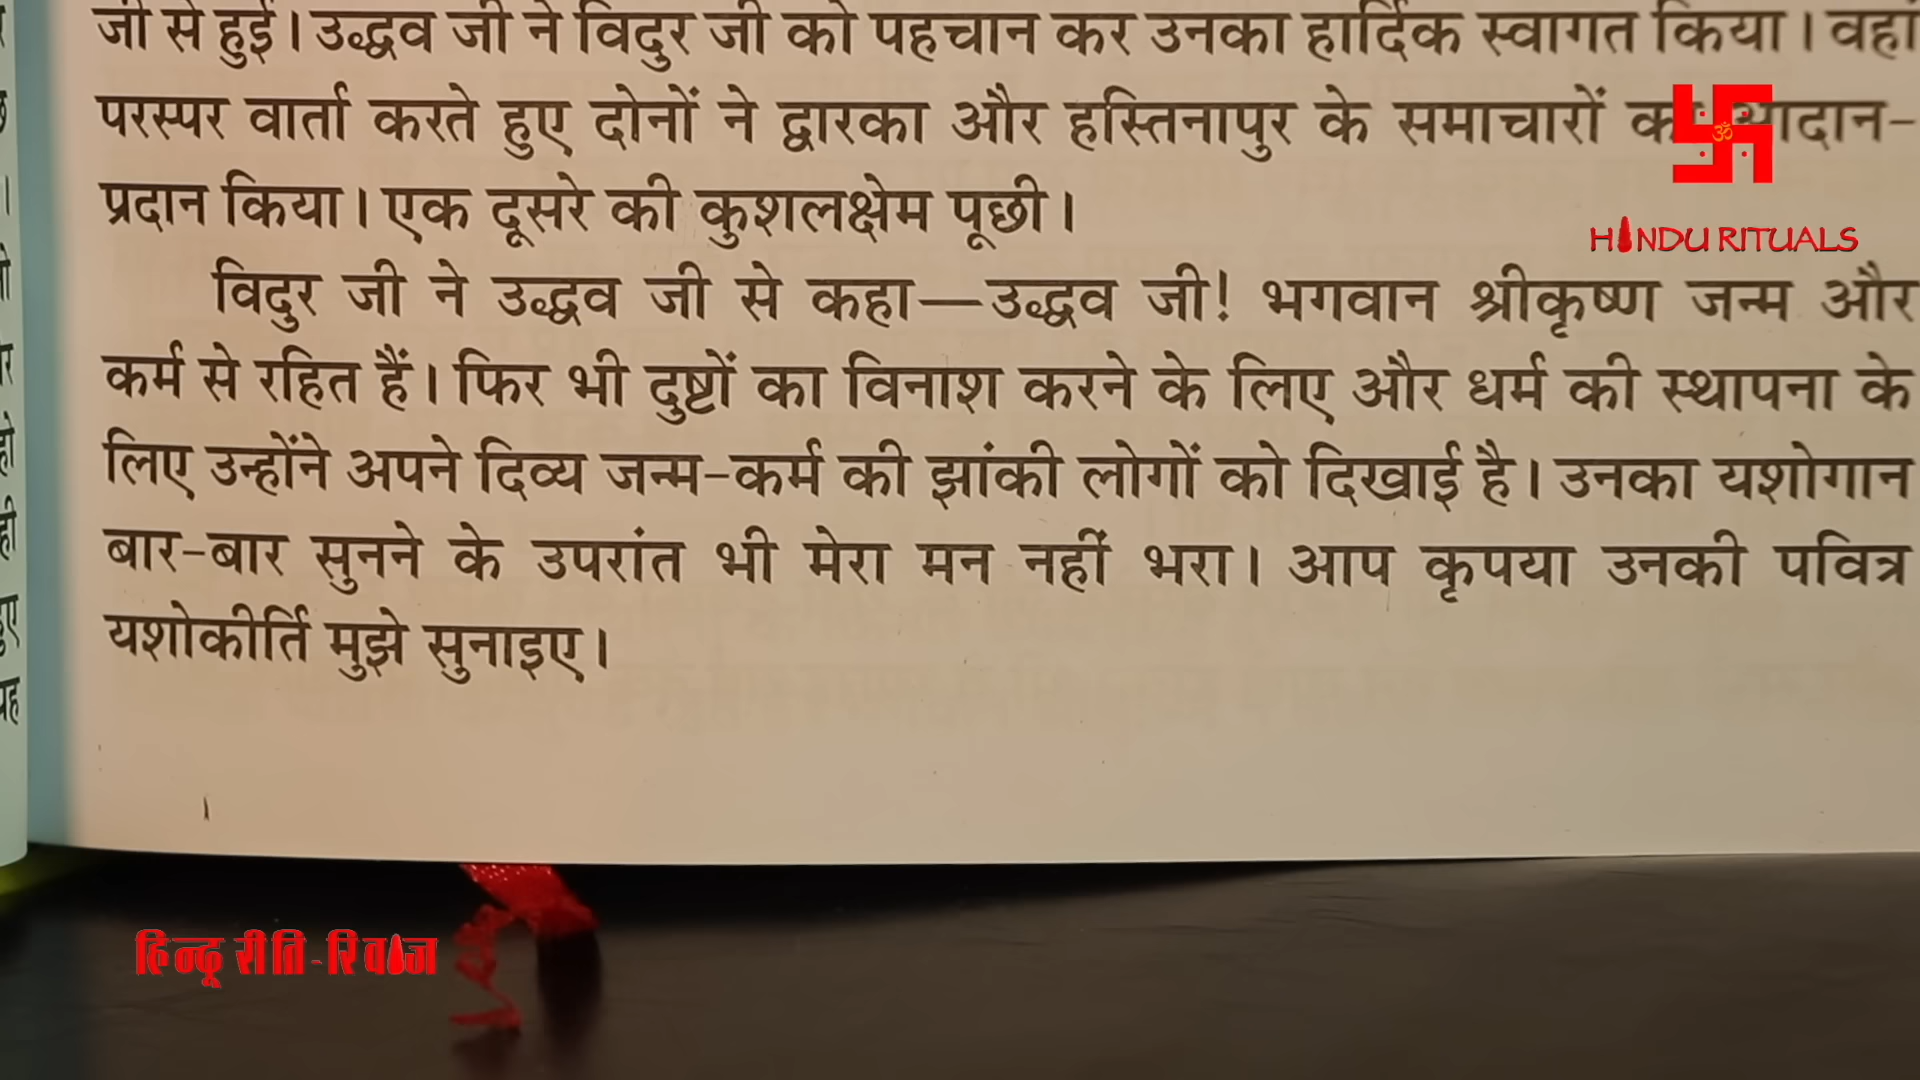 जी से हुई। उद्धव जी ने विदुर जी को पहचान कर उनका हार्दिक स्वागत किया। वहां
परस्पर वार्ता करते हुए दोनों ने द्वारका और हस्तिनापुर के समाचारों का आदान-
प्रदान किया। एक दूसरे की कुशलक्षेम पूछी।
HINDU RITUALS
विदुर जी ने उद्धव जी से कहा—उद्धव जी! भगवान श्रीकृष्ण जन्म और
कर्म से रहित हैं। फिर भी दुष्टों का विनाश करने के लिए और धर्म की स्थापना के
लिए उन्होंने अपने दिव्य जन्म-कर्म की झांकी लोगों को दिखाई है। उनका यशोगान
बार-बार सुनने के उपरांत भी मेरा मन नहीं भरा। आप कृपया उनकी पवित्र
यशोकीर्ति मुझे सुनाइए।
हिन्दू रीति-रिवाज